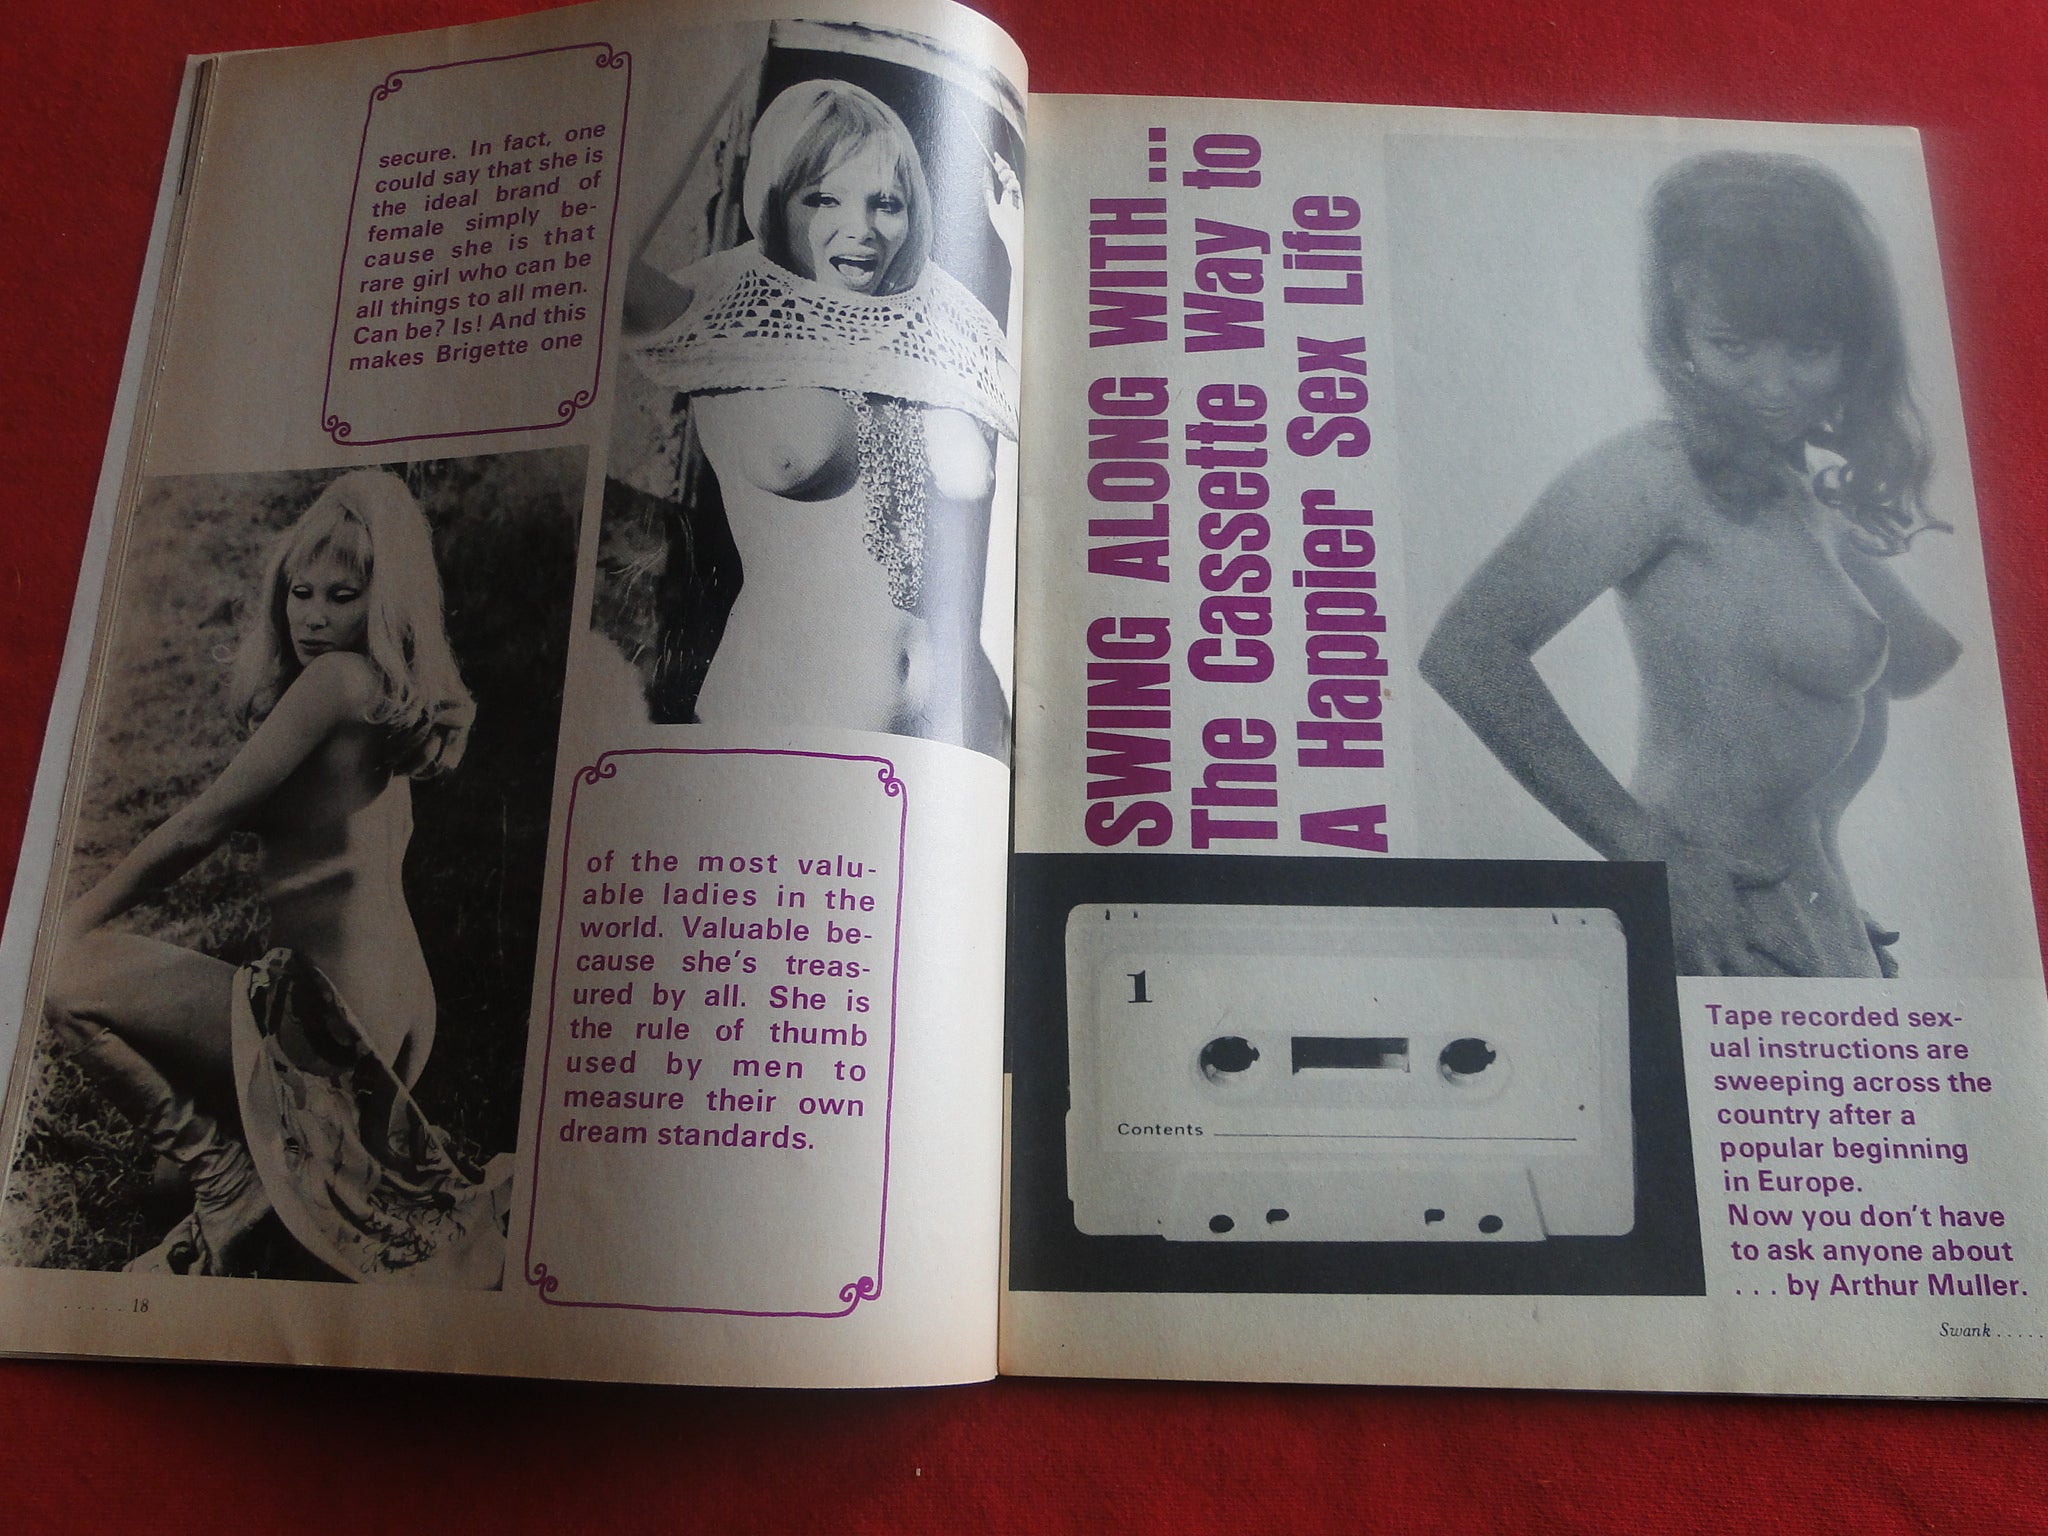 secure. In fact, one
could say that she is
the ideal brand of
female simply be-
cause she is that
rare girl who can be
all things to all men.
Can be? Is! And this
makes Brigette one
of the most valu-
able ladies in the
world. Valuable be-
cause she's treas-
ured by all. She is
the rule of thumb
used by men to
measure their own
dream standards.
. . . . . 18
SWING ALONG WITH ...
The Cassette Way to
A Happier Sex Life
1
Contents
Tape recorded sex-
ual instructions are
sweeping across the
country after a
popular beginning
in Europe.
Now you don't have
to ask anyone about
. . . by Arthur Muller.
Swank . . . . .